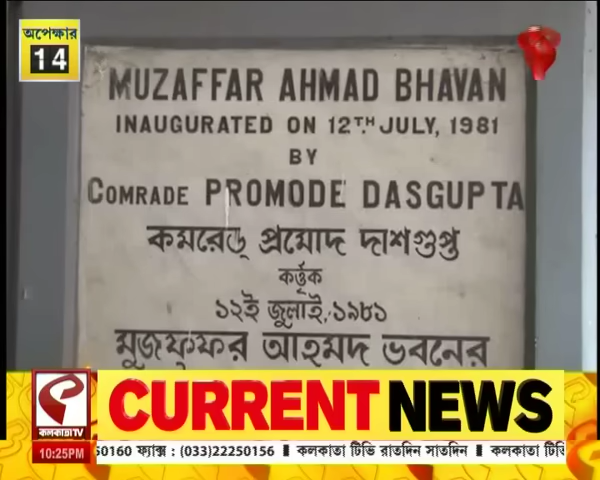 অপেক্ষার
14
MUZAFFAR AHMAD BHAVAN
INAUGURATED ON 12TH JULY, 1981
BY
COMRADE PROMODE DASGUPTA
কমরেড্ প্রমোদ দাশগুপ্ত
কর্ত্তৃক
১২ই জুলাই, ১৯৮১
মুজফ্ফর আহমদ ভবনের
CURRENT NEWS
কলকাতা TV
10:25PM
50160 ফ্যাক্স : (033)22250156 ॥ কলকাতা টিভি রাতদিন সাতদিন ॥ কলকাতা টিভি